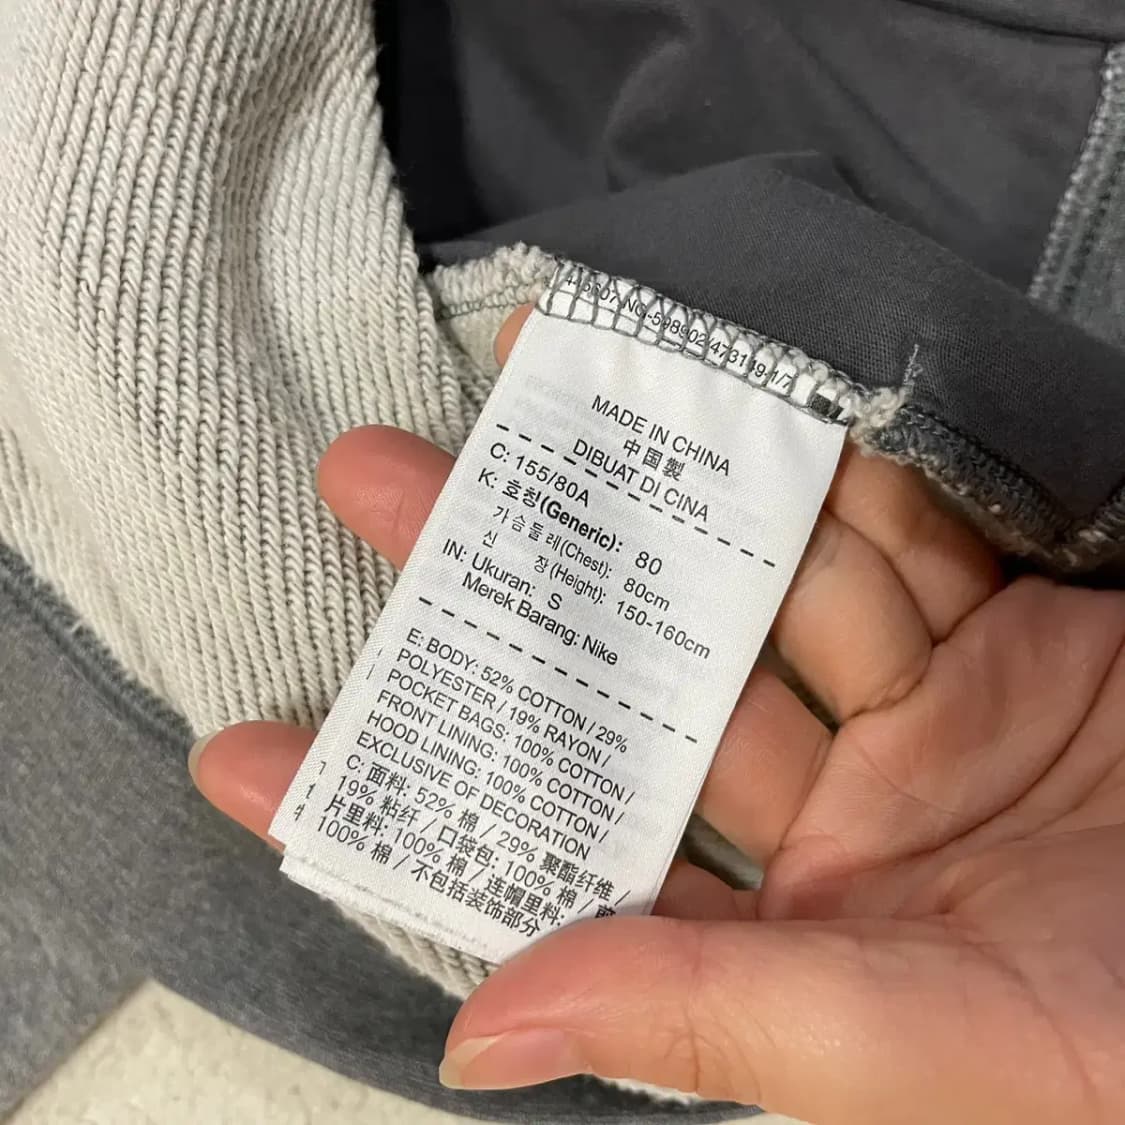 MADE IN CHINA
中国製
DIBUAT DI CINA
C: 155/80A
K: 호칭(Generic): 80
가슴둘레(Chest): 80cm
신 장(Height): 150-160cm
IN: Ukuran: S
Merek Barang: Nike
E: BODY: 52% COTTON / 29%
POLYESTER / 19% RAYON /
POCKET BAGS: 100% COTTON /
FRONT LINING: 100% COTTON /
HOOD LINING: 100% COTTON /
EXCLUSIVE OF DECORATION
C: 面料: 52% 棉 / 29% 聚酯纤维 /
19% 粘纤 / 口袋包: 100% 棉 / 前
片里料: 100% 棉 / 连帽里料:
100% 棉 / 不包括装饰部分